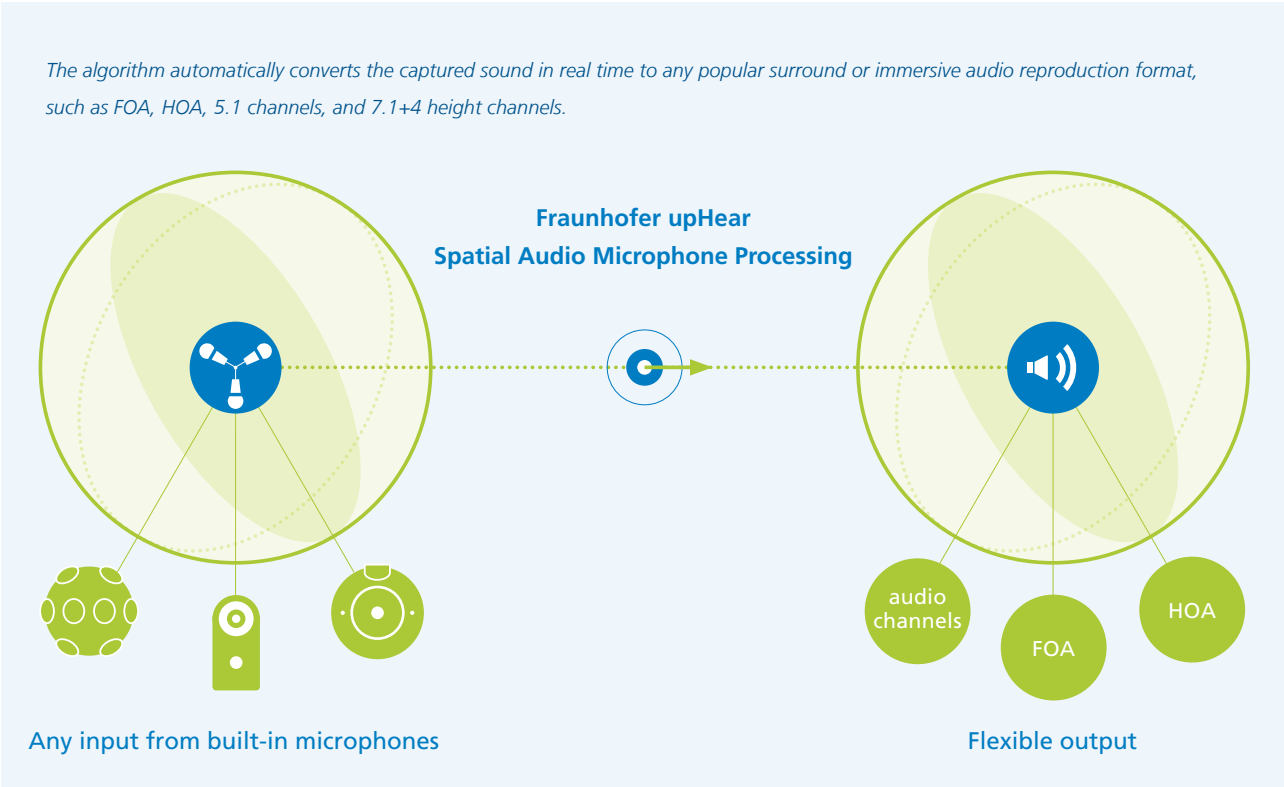 The algorithm automatically converts the captured sound in real time to any popular surround or immersive audio reproduction format,
such as FOA, HOA, 5.1 channels, and 7.1+4 height channels.
Fraunhofer upHear
Spatial Audio Microphone Processing
audio
channels
FOA
HOA
Any input from built-in microphones
Flexible output